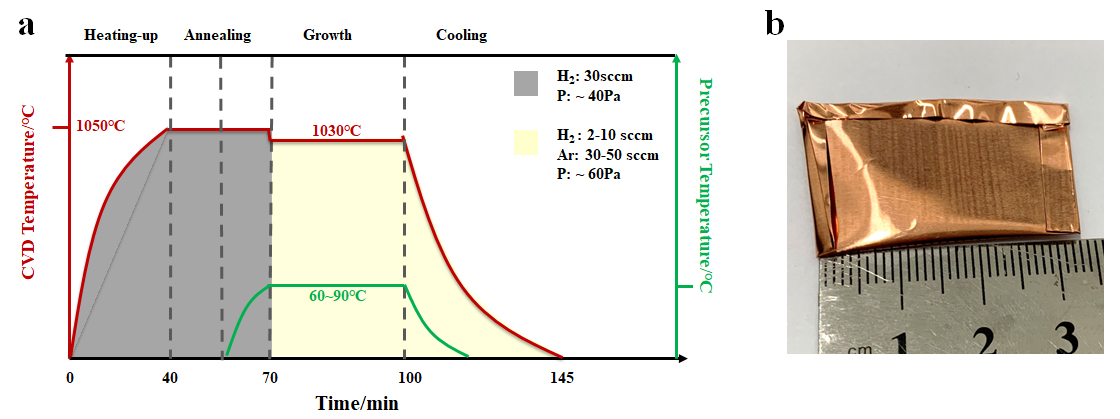 a
Heating-up Annealing Growth Cooling
1050℃
1030℃
60~90℃
CVD Temperature/℃
Precursor Temperature/℃
H₂: 30sccm
P: ~ 40Pa
H₂: 2-10 sccm
Ar: 30-50 sccm
P: ~ 60Pa
0 40 70 100 145
Time/min
b
cm 1 2 3